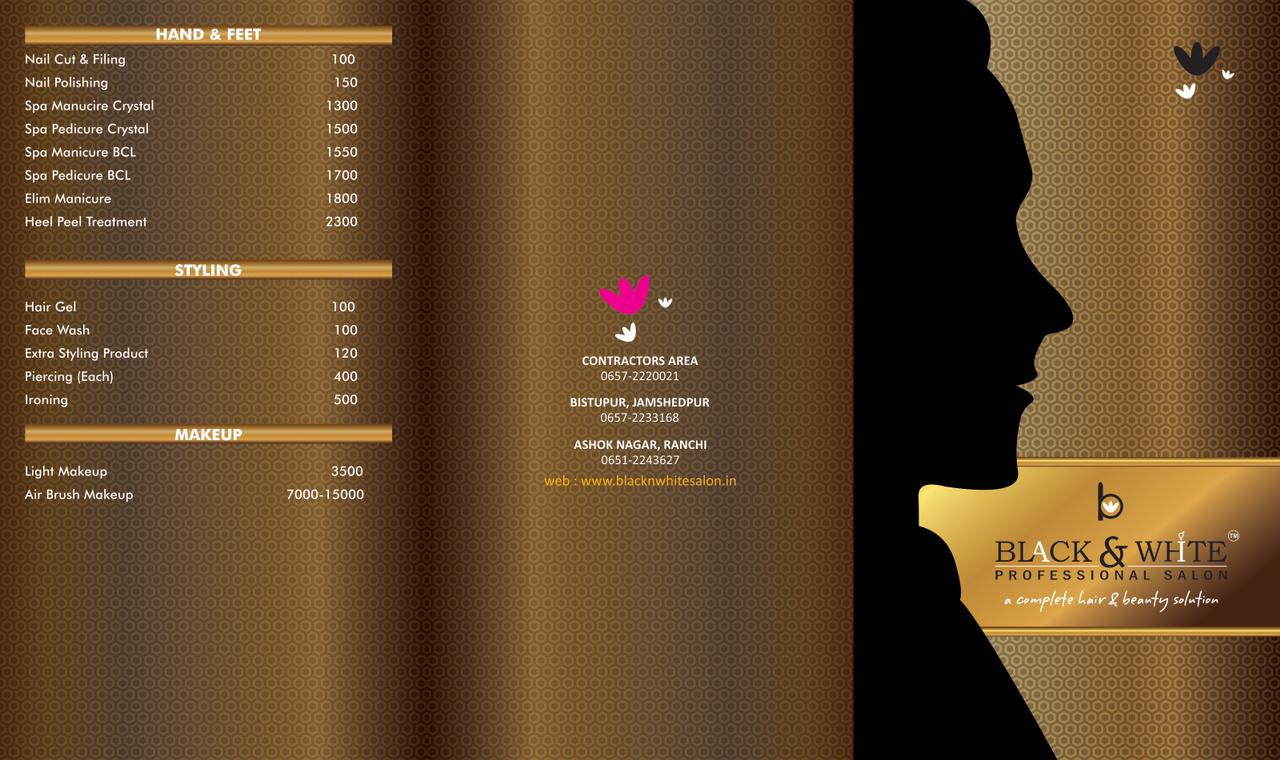 HAND & FEET
Nail Cut & Filing 100
Nail Polishing 150
Spa Manucire Crystal 1300
Spa Pedicure Crystal 1500
Spa Manicure BCL 1550
Spa Pedicure BCL 1700
Elim Manicure 1800
Heel Peel Treatment 2300
STYLING
Hair Gel 100
Face Wash 100
Extra Styling Product 120
Piercing (Each) 400
Ironing 500
MAKEUP
Light Makeup 3500
Air Brush Makeup 7000-15000
CONTRACTORS AREA
0657-2220021
BISTUPUR, JAMSHEDPUR
0657-2233168
ASHOK NAGAR, RANCHI
0651-2243627
web : www.blacknwhitesalon.in
b
BLACK & WHITE TM
PROFESSIONAL SALON
a complete hair & beauty solution